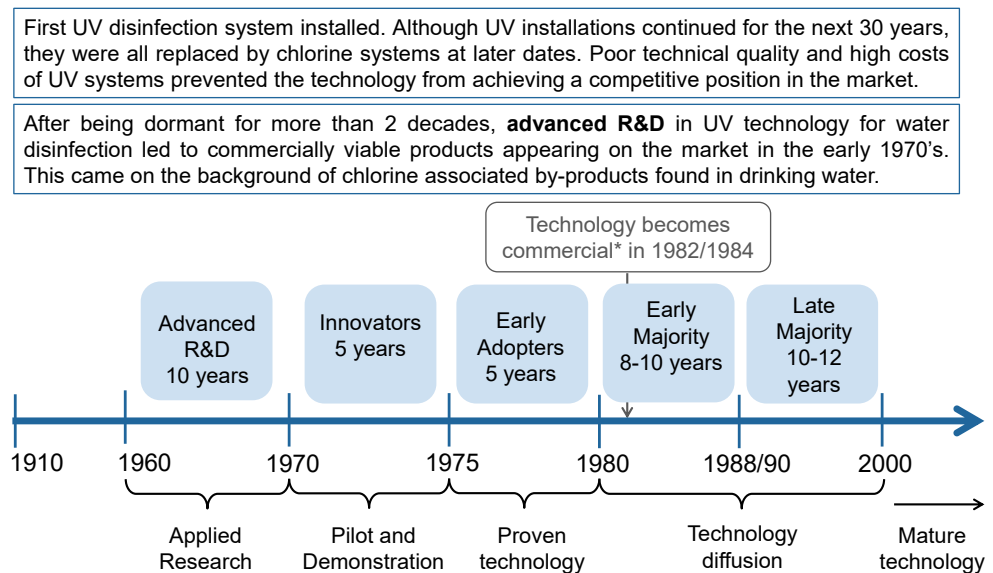 First UV disinfection system installed. Although UV installations continued for the next 30 years,
they were all replaced by chlorine systems at later dates. Poor technical quality and high costs
of UV systems prevented the technology from achieving a competitive position in the market.
After being dormant for more than 2 decades, advanced R&D in UV technology for water
disinfection led to commercially viable products appearing on the market in the early 1970's.
This came on the background of chlorine associated by-products found in drinking water.
Technology becomes
commercial* in 1982/1984
Advanced
R&D
10 years
Innovators
5 years
Early
Adopters
5 years
Early
Majority
8-10 years
Late
Majority
10-12
years
1910
1960
1970
1975
1980
1988/90
2000
Applied
Research
Pilot and
Demonstration
Proven
technology
Technology
diffusion
Mature
technology